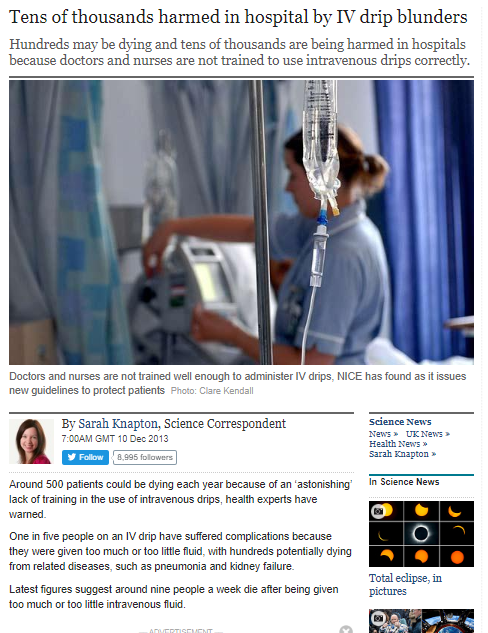 Tens of thousands harmed in hospital by IV drip blunders
Hundreds may be dying and tens of thousands are being harmed in hospitals
because doctors and nurses are not trained to use intravenous drips correctly.
Doctors and nurses are not trained well enough to administer IV drips, NICE has found as it issues
new guidelines to protect patients Photo: Clare Kendall
By Sarah Knapton, Science Correspondent
7:00AM GMT 10 Dec 2013
Follow 8,995 followers
Around 500 patients could be dying each year because of an ‘astonishing’
lack of training in the use of intravenous drips, health experts have
warned.
One in five people on an IV drip have suffered complications because
they were given too much or too little fluid, with hundreds potentially dying
from related diseases, such as pneumonia and kidney failure.
Latest figures suggest around nine people a week die after being given
too much or too little intravenous fluid.
ADVERTISEMENT
Science News
News » UK News »
Health News »
Sarah Knapton »
In Science News
Total eclipse, in
pictures